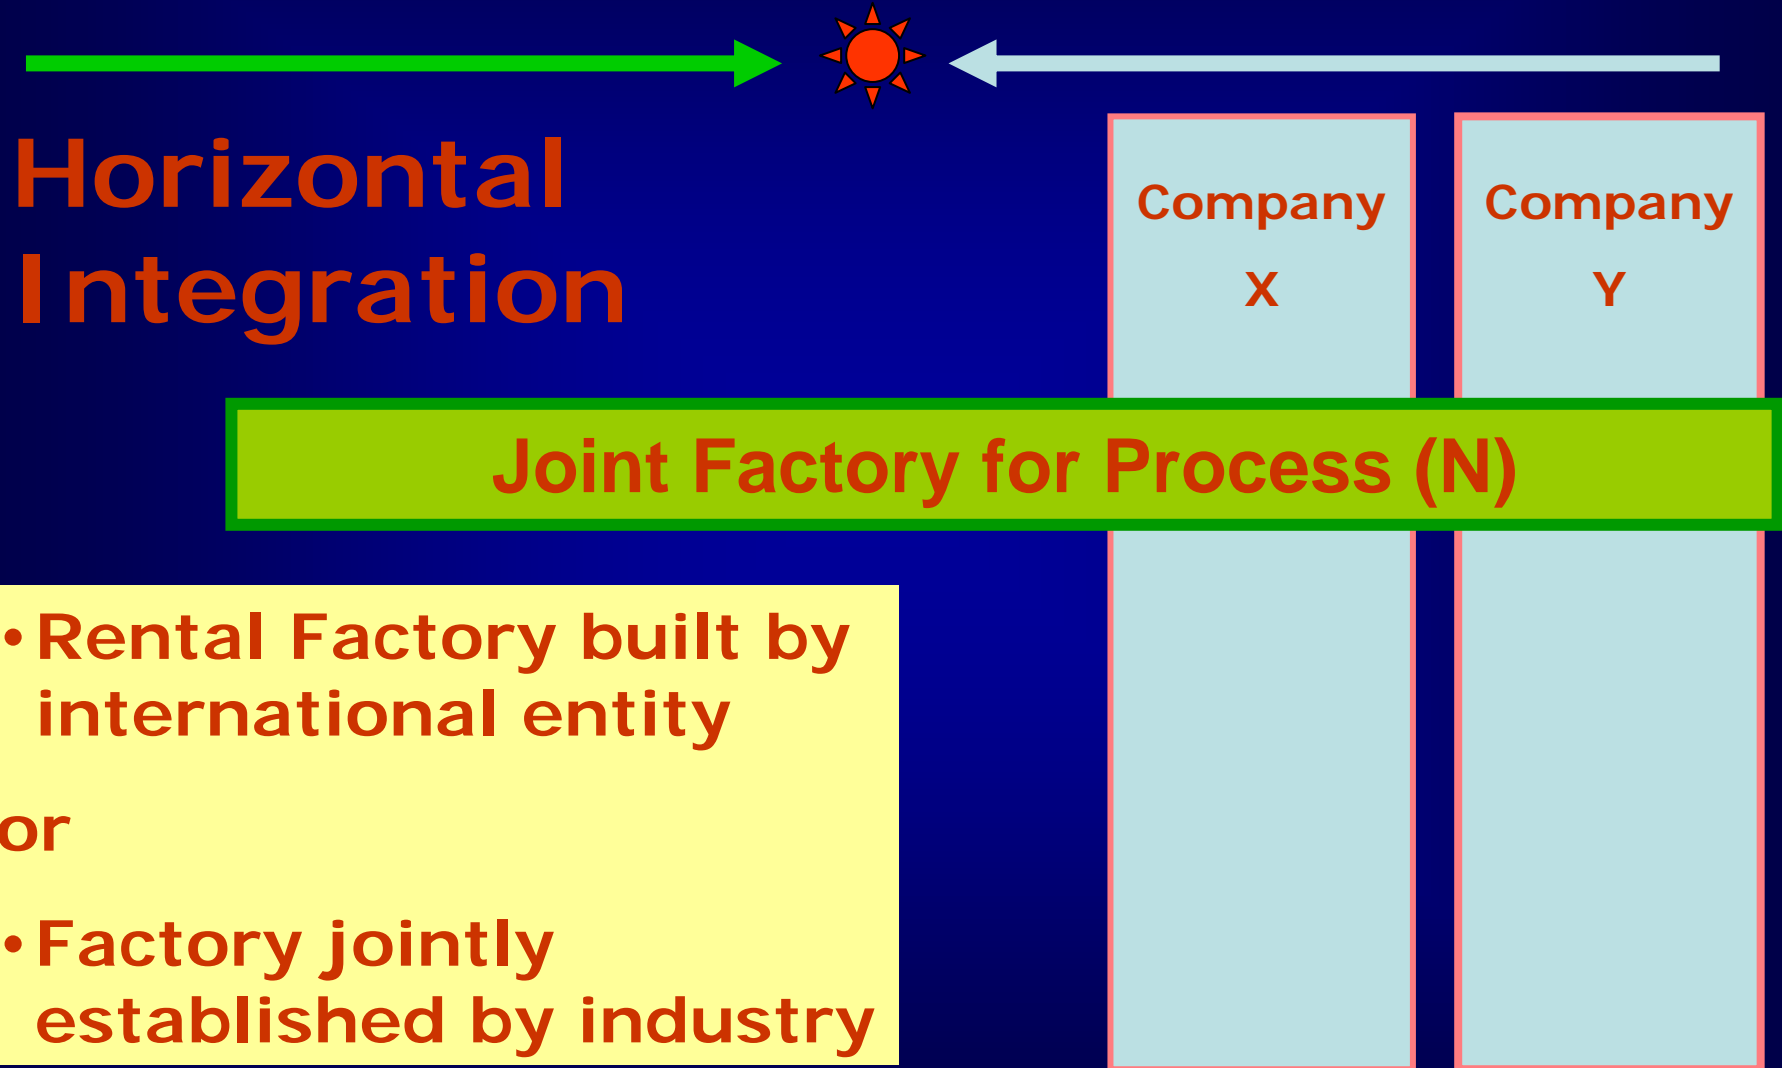 Horizontal
Integration
Company
X
Company
Y
Joint Factory for Process (N)
•Rental Factory built by
international entity
or
•Factory jointly
established by industry